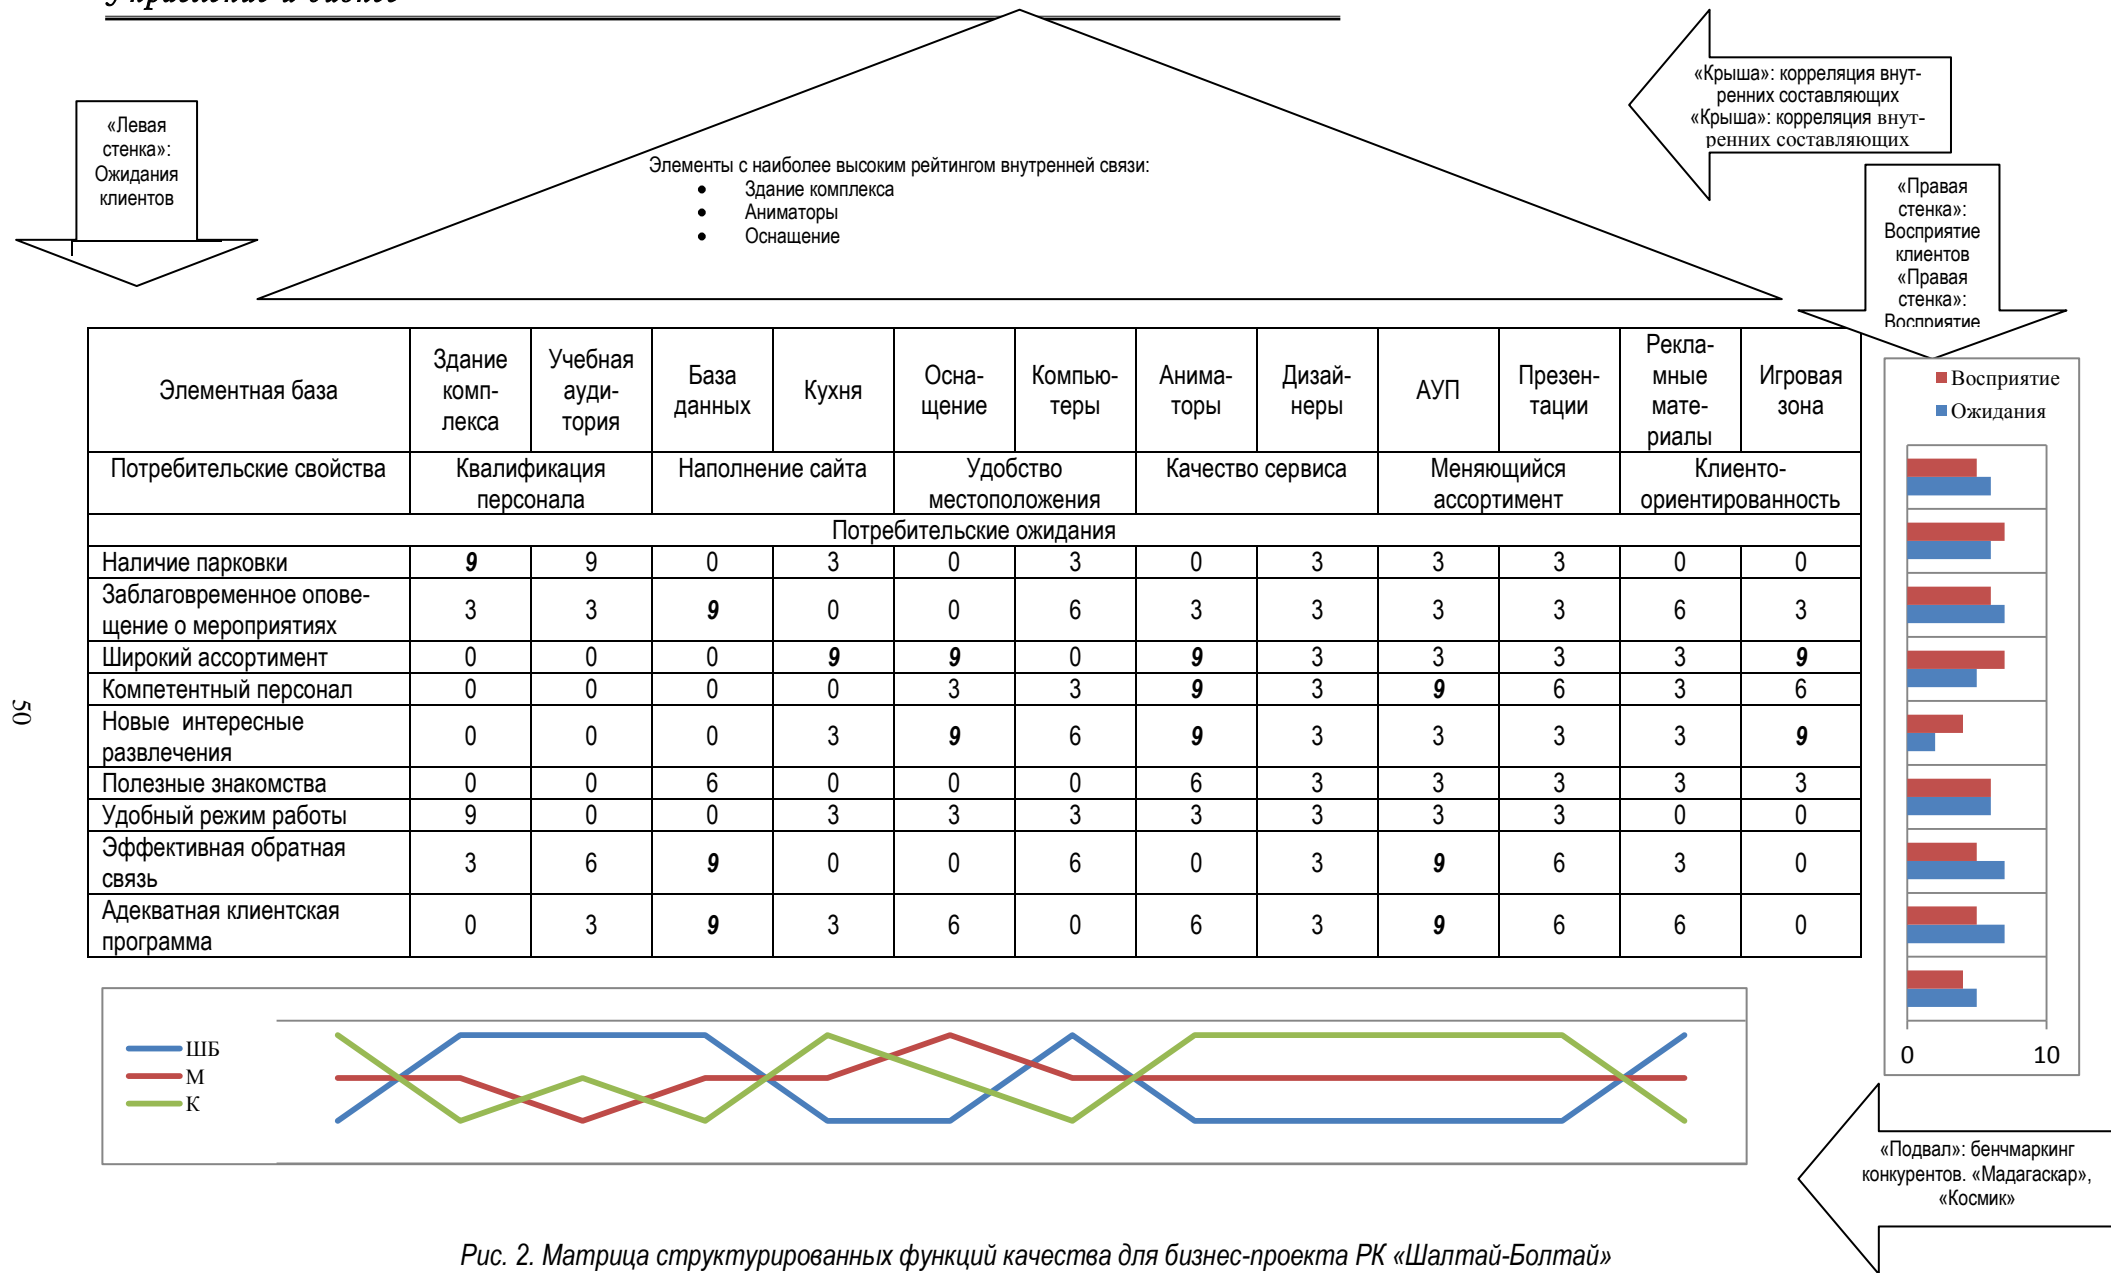 Управление и бизнес
«Крыша»: корреляция внут-
ренних составляющих
«Крыша»: корреляция внут-
ренних составляющих
«Левая
стенка»:
Ожидания
клиентов
Элементы с наиболее высоким рейтингом внутренней связи:
• Здание комплекса
• Аниматоры
• Оснащение
«Правая
стенка»:
Восприятие
клиентов
«Правая
стенка»:
Восприятие
Элементная база | Здание комп-лекса | Учебная ауди-тория | База данных | Кухня | Осна-щение | Компью-теры | Анима-торы | Дизай-неры | АУП | Презен-тации | Рекла-мные мате-риалы | Игровая зона
Потребительские свойства | Квалификация персонала | Наполнение сайта | Удобство местоположения | Качество сервиса | Меняющийся ассортимент | Клиенто-ориентированность
Потребительские ожидания
Наличие парковки 9 9 0 3 0 3 0 3 3 3 0 0
Заблаговременное опове-
щение о мероприятиях 3 3 9 0 0 6 3 3 3 3 6 3
Широкий ассортимент 0 0 0 9 9 0 9 3 3 3 3 9
Компетентный персонал 0 0 0 0 3 3 9 3 9 6 3 6
Новые интересные
развлечения 0 0 0 3 9 6 9 3 3 3 3 9
Полезные знакомства 0 0 6 0 0 0 6 3 3 3 3 3
Удобный режим работы 9 0 0 3 3 3 3 3 3 3 0 0
Эффективная обратная
связь 3 6 9 0 0 6 0 3 9 6 3 0
Адекватная клиентская
программа 0 3 9 3 6 0 6 3 9 6 6 0
Восприятие
Ожидания
0 10
50
ШБ
М
К
«Подвал»: бенчмаркинг
конкурентов. «Мадагаскар»,
«Космик»
Рис. 2. Матрица структурированных функций качества для бизнес-проекта РК «Шалтай-Болтай»